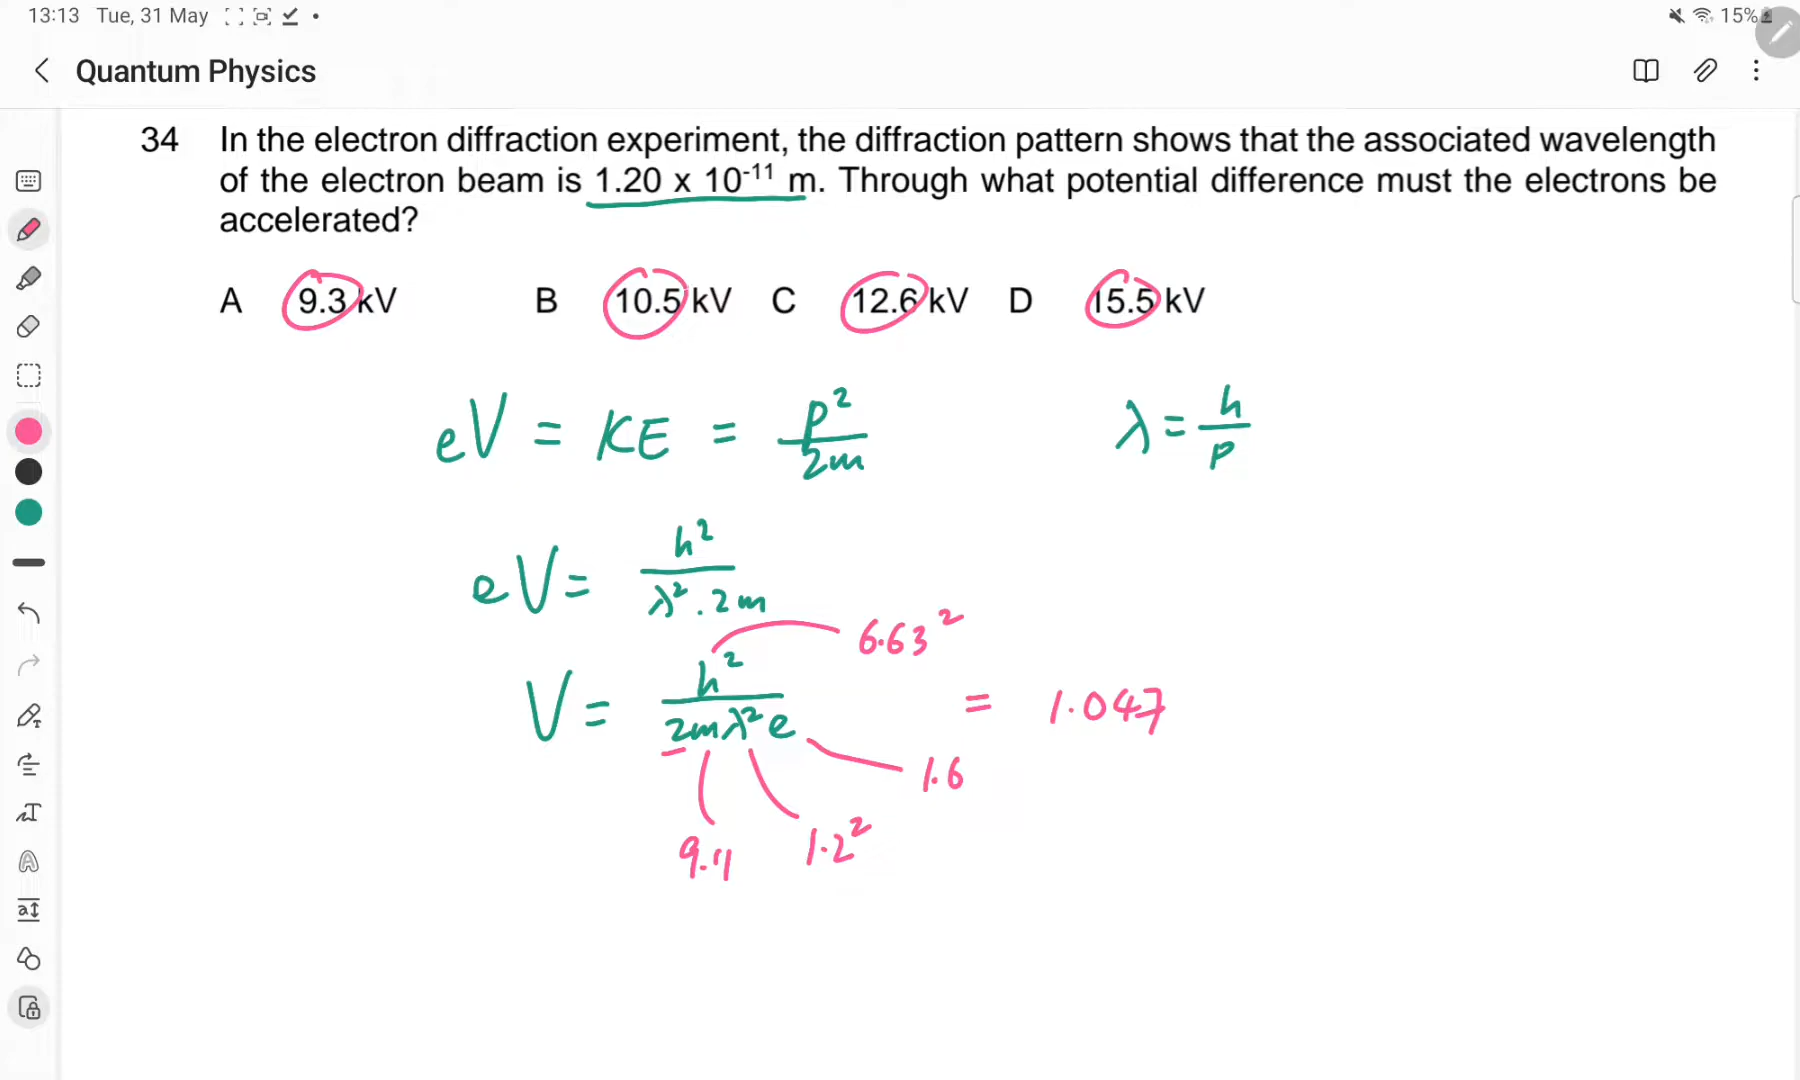 13:13 Tue, 31 May 15%
Quantum Physics
34 In the electron diffraction experiment, the diffraction pattern shows that the associated wavelength
of the electron beam is 1.20 x 10⁻¹¹ m. Through what potential difference must the electrons be
accelerated?
A 9.3 kV B 10.5 kV C 12.6 kV D 15.5 kV
eV = KE = p²/2m λ = h/p
eV = h²/λ².2m
6.63²
V = h²/2mλ²e = 1.047
1.6
9.11 1.2²